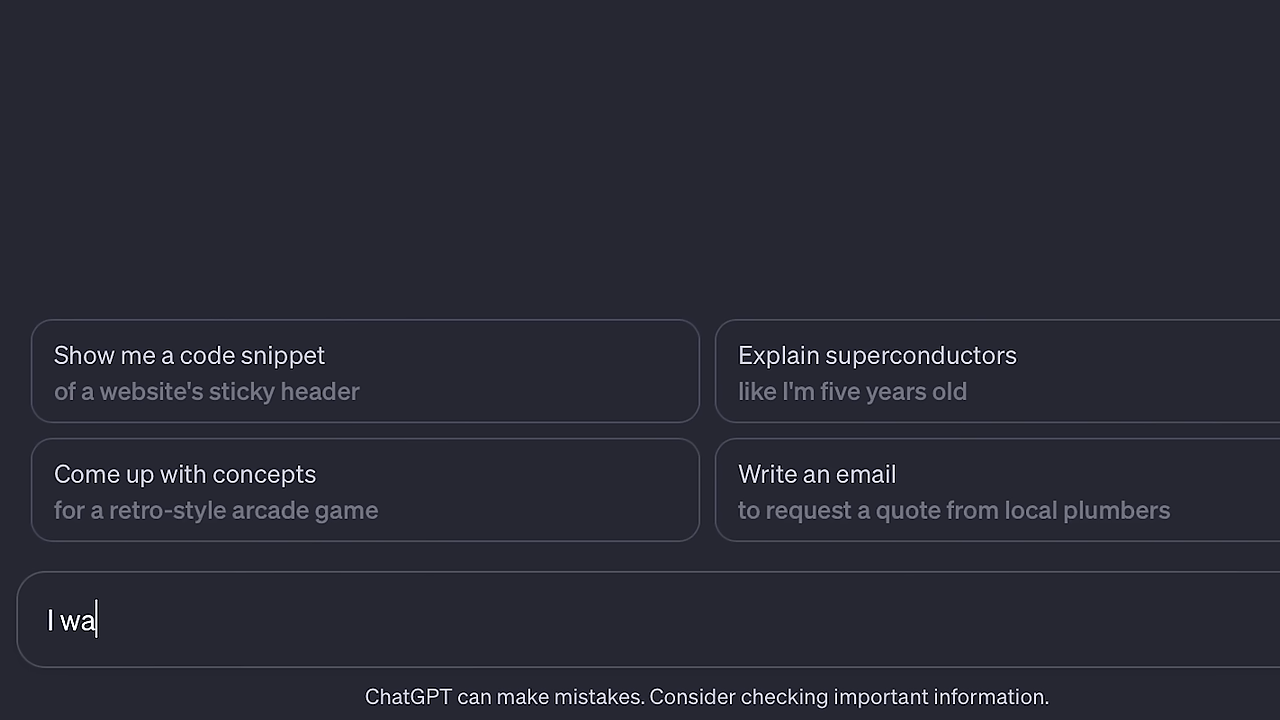 Show me a code snippet
of a website's sticky header
Explain superconductors
like I'm five years old
Come up with concepts
for a retro-style arcade game
Write an email
to request a quote from local plumbers
I wa
ChatGPT can make mistakes. Consider checking important information.